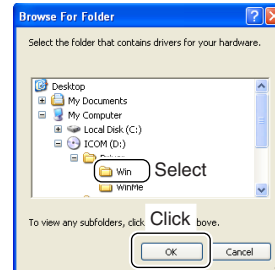 Browse For Folder
Select the folder that contains drivers for your hardware.
Desktop
My Documents
My Computer
Local Disk (C:)
ICOM (D:)
Win
Select
WinMe
To view any subfolders, click
Click
OK
Cancel